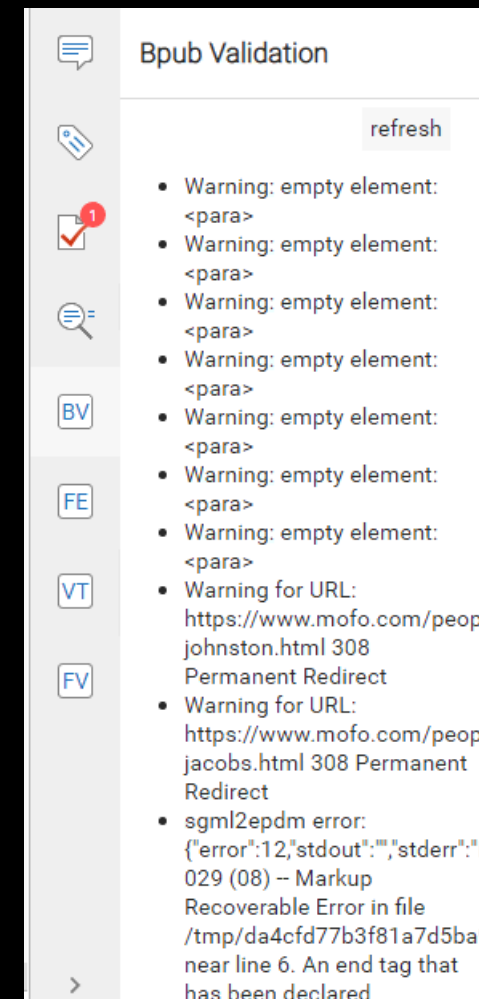 Bpub Validation
refresh
1
BV
FE
VT
FV
• Warning: empty element:
<para>
• Warning: empty element:
<para>
• Warning: empty element:
<para>
• Warning: empty element:
<para>
• Warning: empty element:
<para>
• Warning: empty element:
<para>
• Warning: empty element:
<para>
• Warning for URL:
https://www.mofo.com/peop
johnston.html 308
Permanent Redirect
• Warning for URL:
https://www.mofo.com/peop
jacobs.html 308 Permanent
Redirect
• sgml2epdm error:
{"error":12,"stdout":"","stderr":"
029 (08) -- Markup
Recoverable Error in file
/tmp/da4cfd77b3f81a7d5ba
near line 6. An end tag that
has been declared